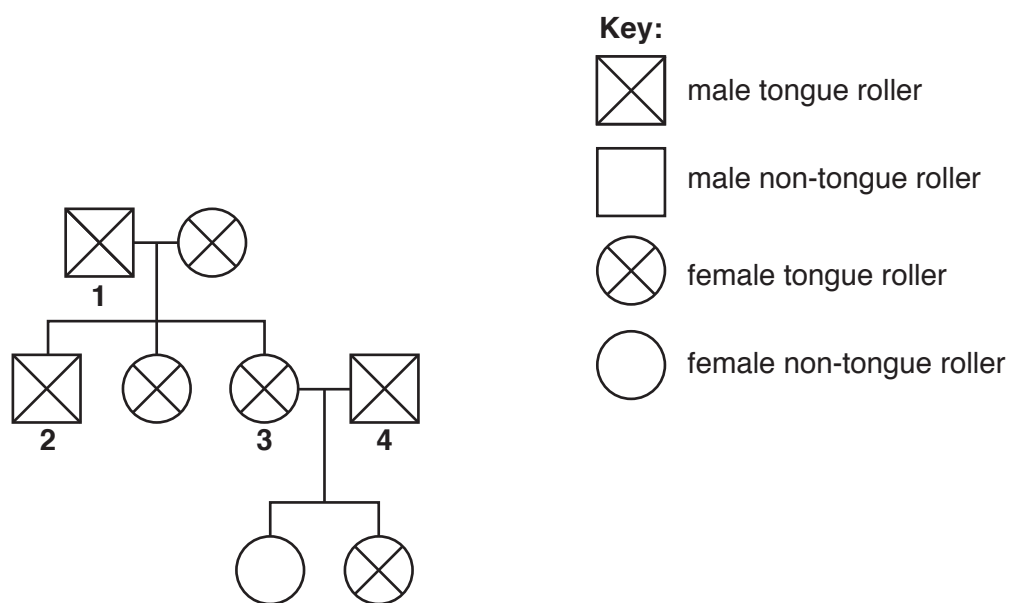 Key:
male tongue roller
male non-tongue roller
female tongue roller
female non-tongue roller
1
2
3
4